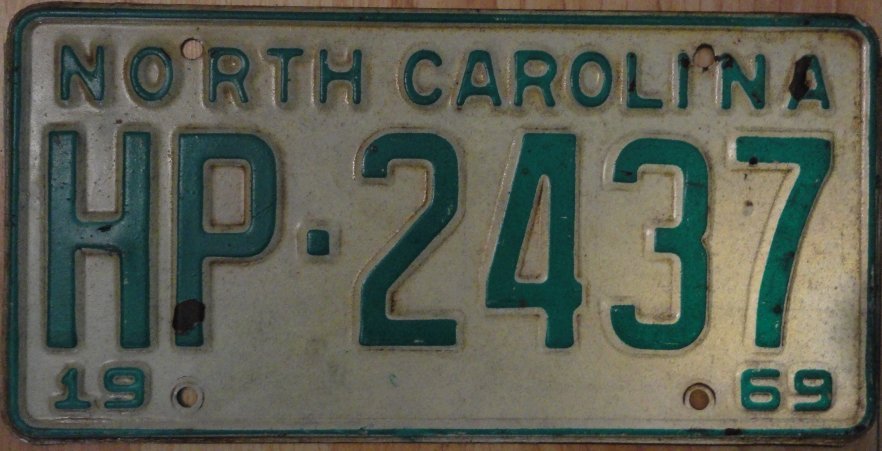 NORTH CAROLINA
HP·2437
19 69